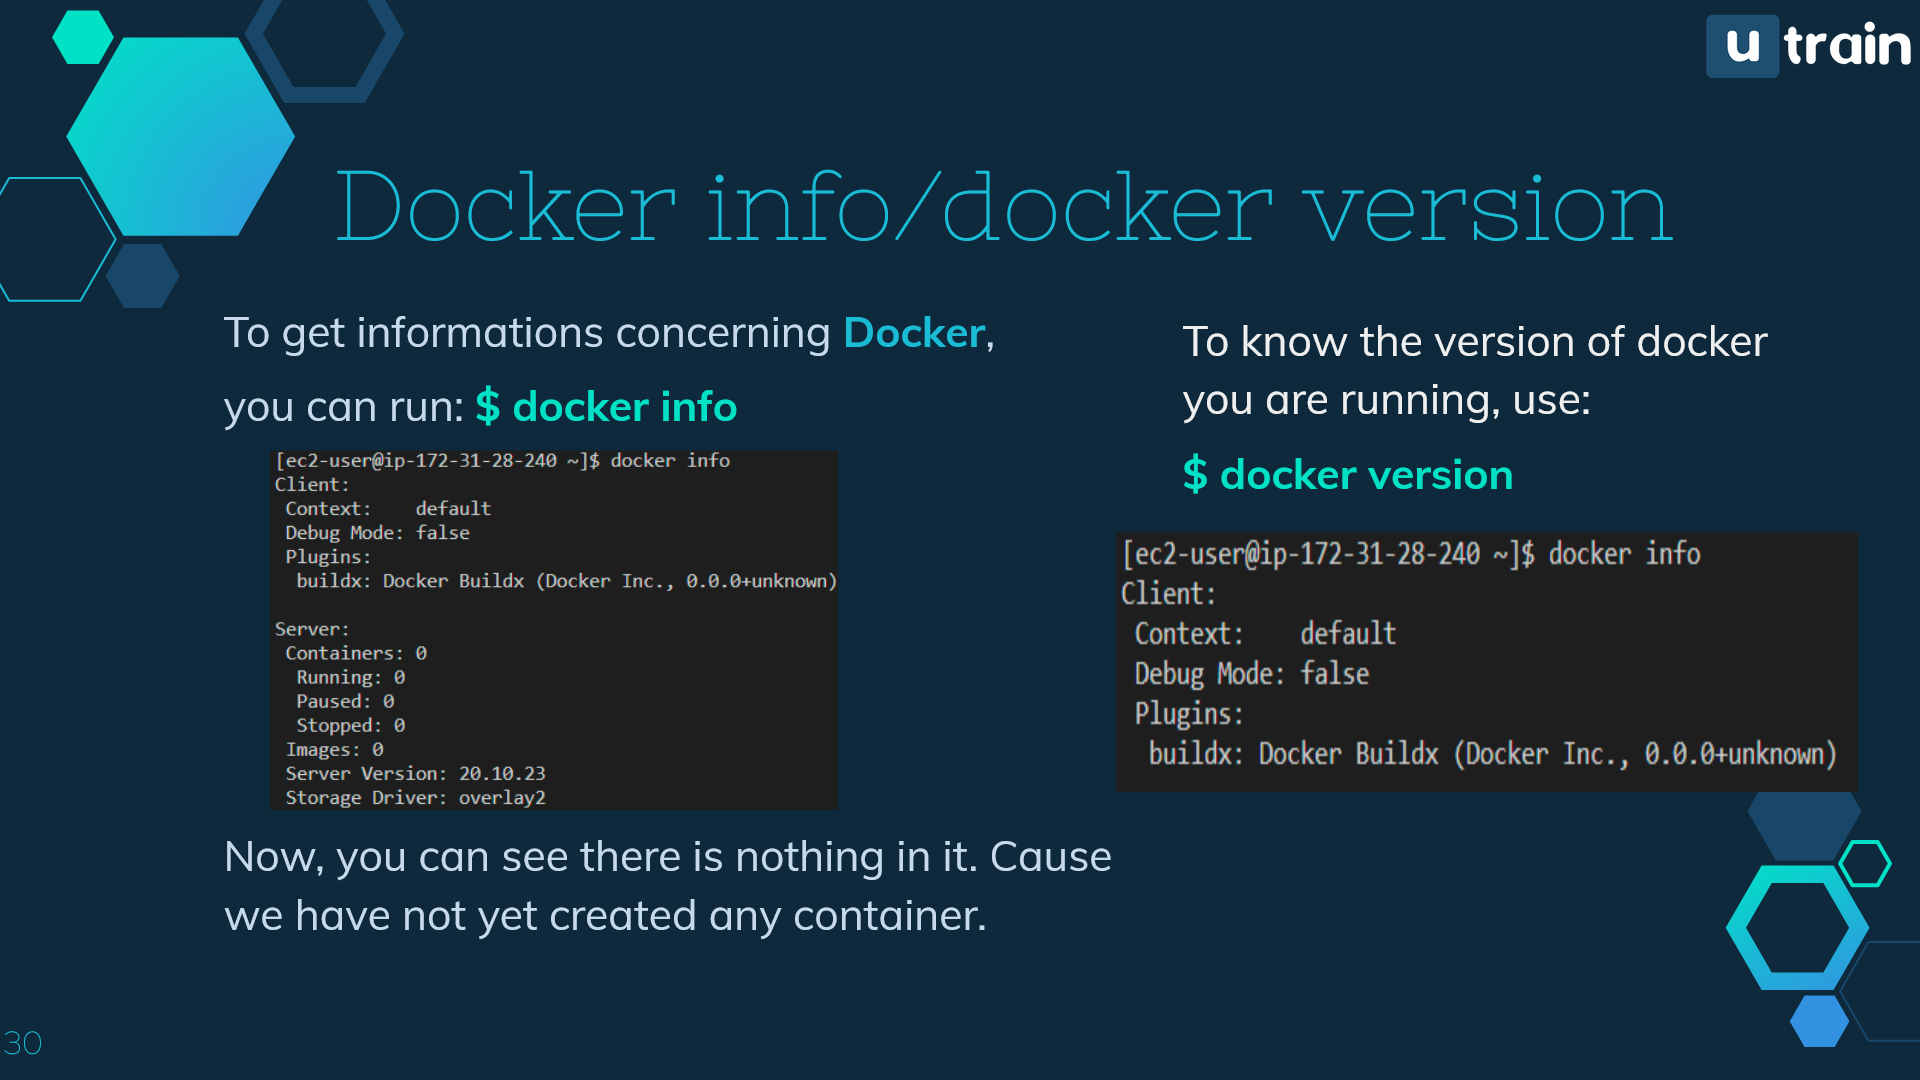 u train
Docker info/docker version
To get informations concerning Docker,
you can run: $ docker info
[ec2-user@ip-172-31-28-240 ~]$ docker info
Client:
 Context:    default
 Debug Mode: false
 Plugins:
  buildx: Docker Buildx (Docker Inc., 0.0.0+unknown)
Server:
 Containers: 0
  Running: 0
  Paused: 0
  Stopped: 0
 Images: 0
 Server Version: 20.10.23
 Storage Driver: overlay2
Now, you can see there is nothing in it. Cause
we have not yet created any container.
To know the version of docker
you are running, use:
$ docker version
[ec2-user@ip-172-31-28-240 ~]$ docker info
Client:
 Context:    default
 Debug Mode: false
 Plugins:
  buildx: Docker Buildx (Docker Inc., 0.0.0+unknown)
30